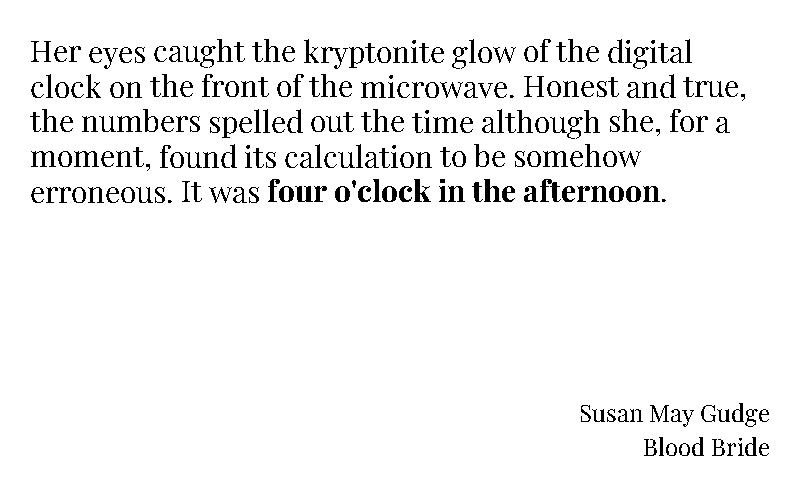 Her eyes caught the kryptonite glow of the digital
clock on the front of the microwave. Honest and true,
the numbers spelled out the time although she, for a
moment, found its calculation to be somehow
erroneous. It was four o'clock in the afternoon.
Susan May Gudge
Blood Bride